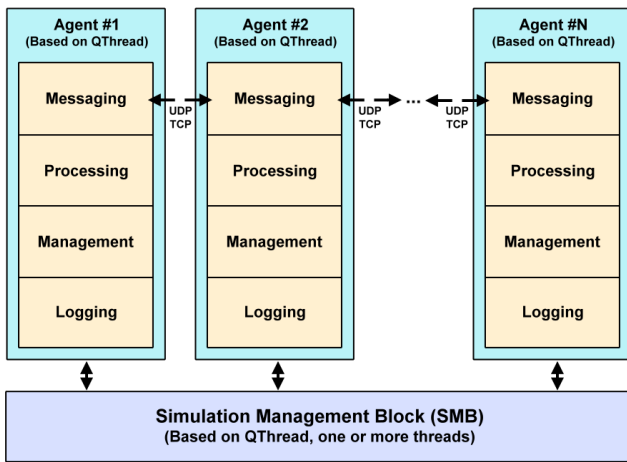 Agent #1
(Based on QThread)
Messaging
Processing
Management
Logging
UDP
TCP
Agent #2
(Based on QThread)
Messaging
Processing
Management
Logging
UDP
TCP
...
UDP
TCP
Agent #N
(Based on QThread)
Messaging
Processing
Management
Logging
Simulation Management Block (SMB)
(Based on QThread, one or more threads)